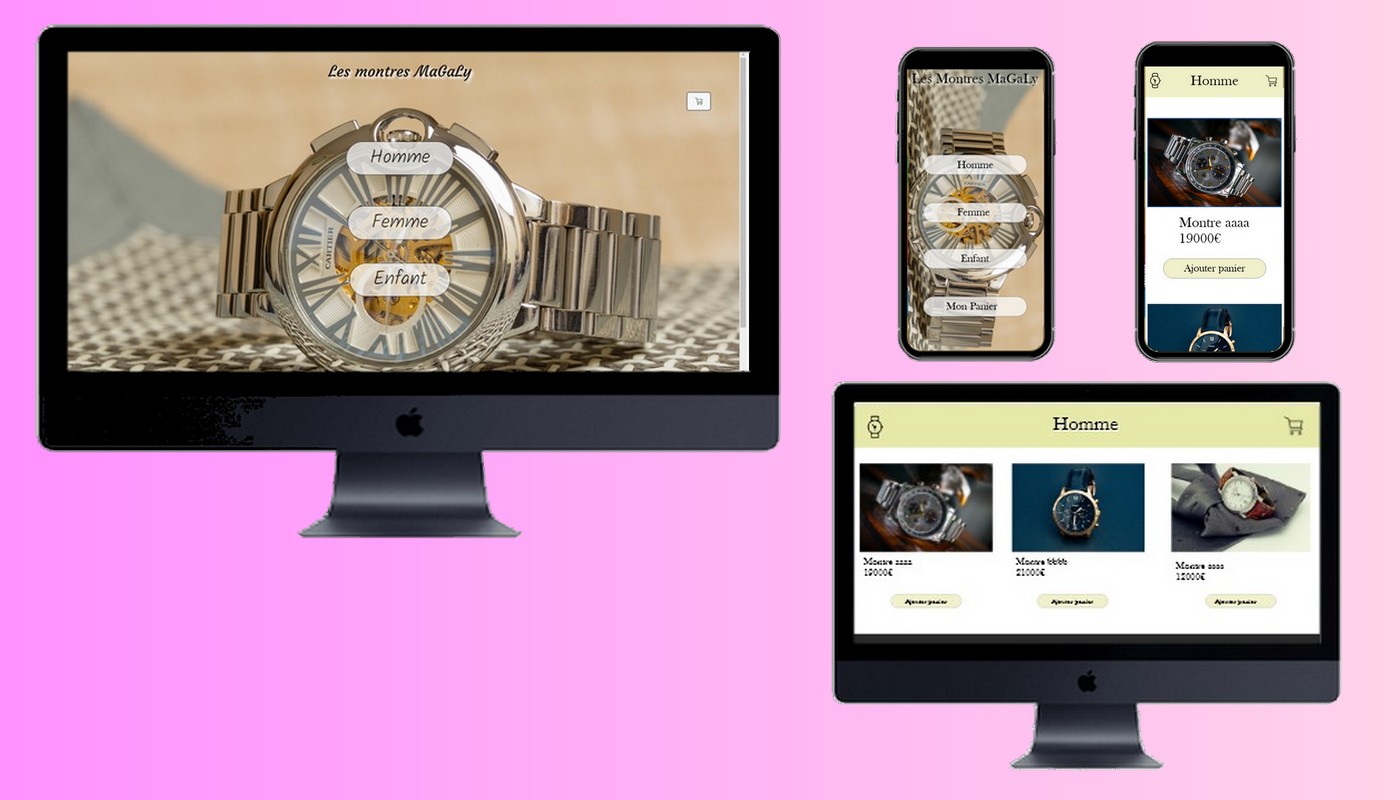 Les montres MaGaLy
Homme
Femme
Enfant
CARTIER
Les Montres MaGaLy
Homme
Femme
Enfant
Mon Panier
Homme
Montre aaaa
19000€
Ajouter panier
Homme
Montre aaaa
19000€
Ajouter panier
Montre bbbb
21000€
Ajouter panier
Montre
12000€
Ajouter panier